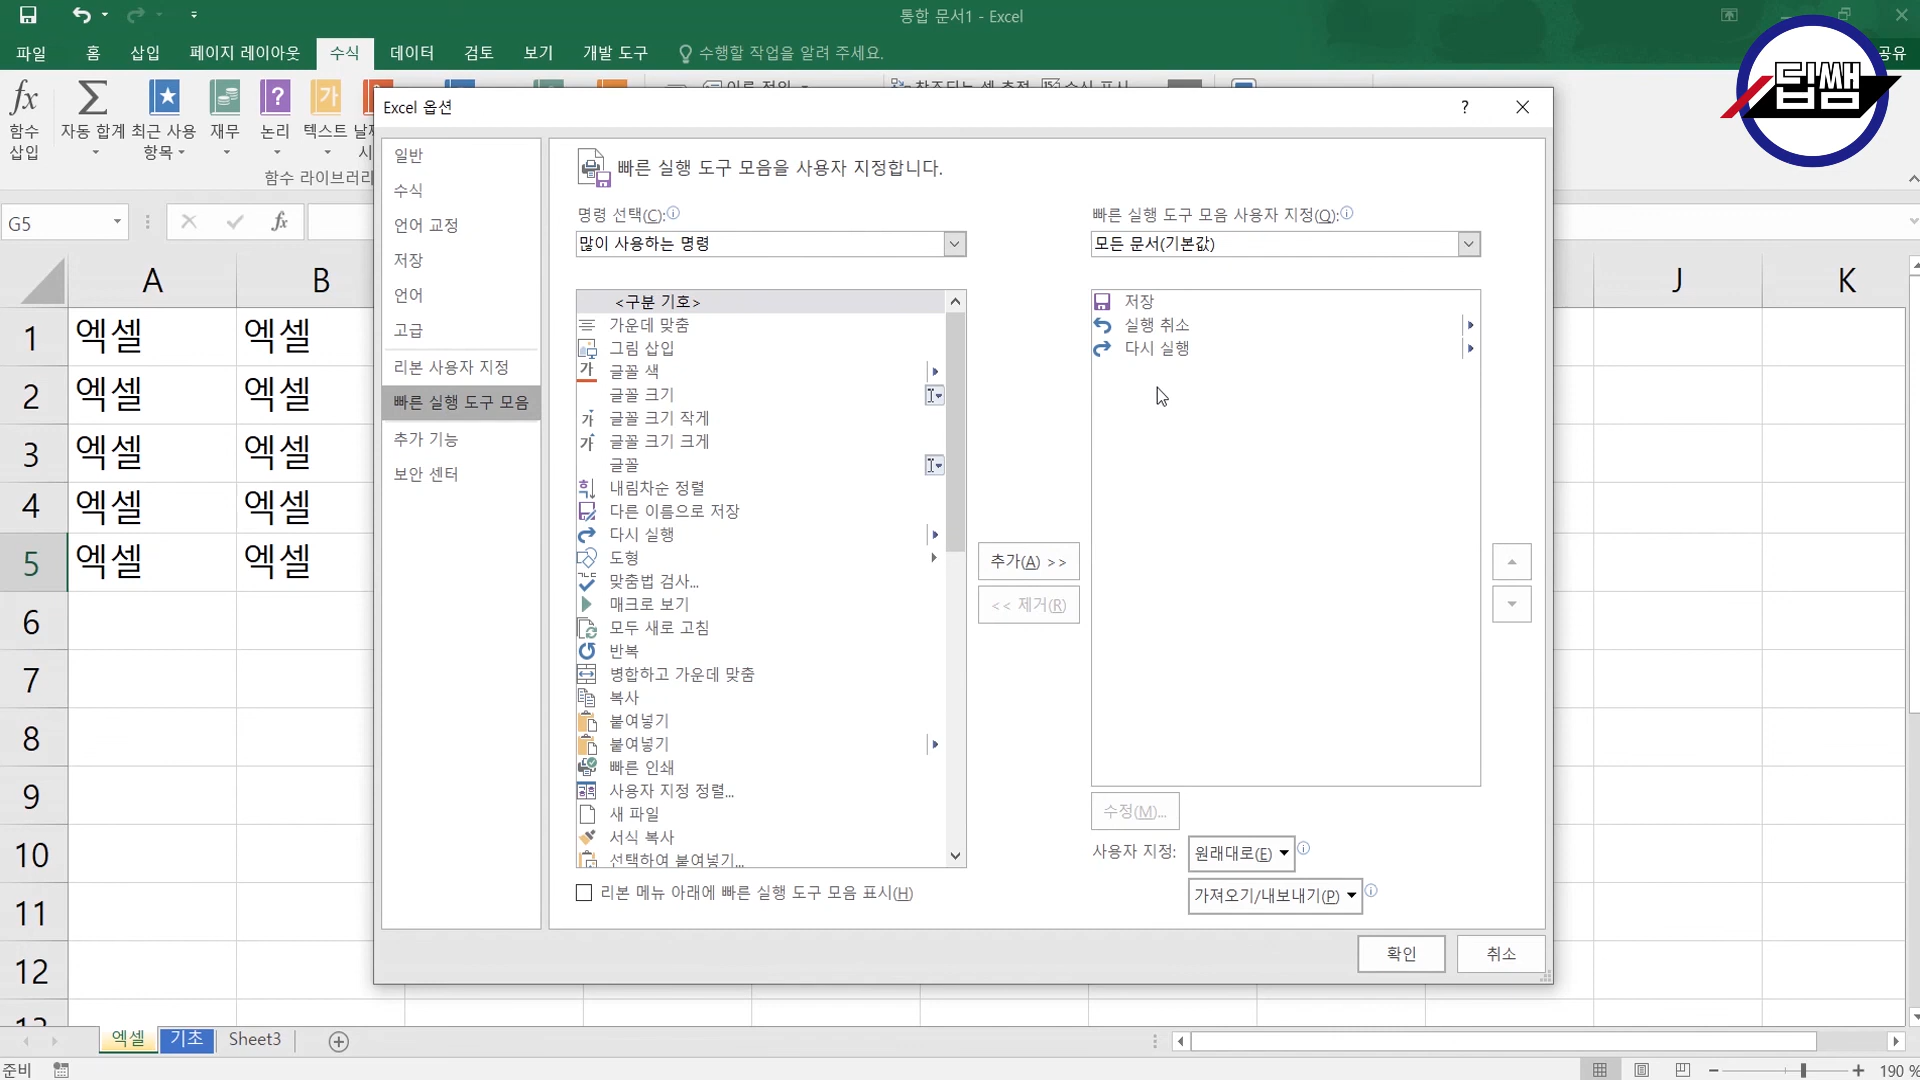 통합 문서1 - Excel
파일 홈 삽입 페이지 레이아웃 수식 데이터 검토 보기 개발 도구 수행할 작업을 알려 주세요. 공유
딥쌤
fx
함수 삽입
자동 합계
최근 사용 항목
재무
논리
가
텍스트
함수 라이브러리
Excel 옵션
?
일반
수식
언어 교정
저장
언어
고급
리본 사용자 지정
빠른 실행 도구 모음
추가 기능
보안 센터
빠른 실행 도구 모음을 사용자 지정합니다.
명령 선택(C):
많이 사용하는 명령
<구분 기호>
가운데 맞춤
그림 삽입
글꼴 색
글꼴 크기
글꼴 크기 작게
글꼴 크기 크게
글꼴
내림차순 정렬
다른 이름으로 저장
다시 실행
도형
맞춤법 검사...
매크로 보기
모두 새로 고침
반복
병합하고 가운데 맞춤
복사
붙여넣기
붙여넣기
빠른 인쇄
사용자 지정 정렬...
새 파일
서식 복사
선택하여 붙여넣기...
리본 메뉴 아래에 빠른 실행 도구 모음 표시(H)
추가(A) >>
<< 제거(R)
빠른 실행 도구 모음 사용자 지정(Q):
모든 문서(기본값)
저장
실행 취소
다시 실행
수정(M)...
사용자 지정: 원래대로(E)
가져오기/내보내기(P)
확인 취소
G5 fx
A B J K
1 엑셀 엑셀
2 엑셀 엑셀
3 엑셀 엑셀
4 엑셀 엑셀
5 엑셀 엑셀
6
7
8
9
10
11
12
13
엑셀 기초 Sheet3
준비 190 %